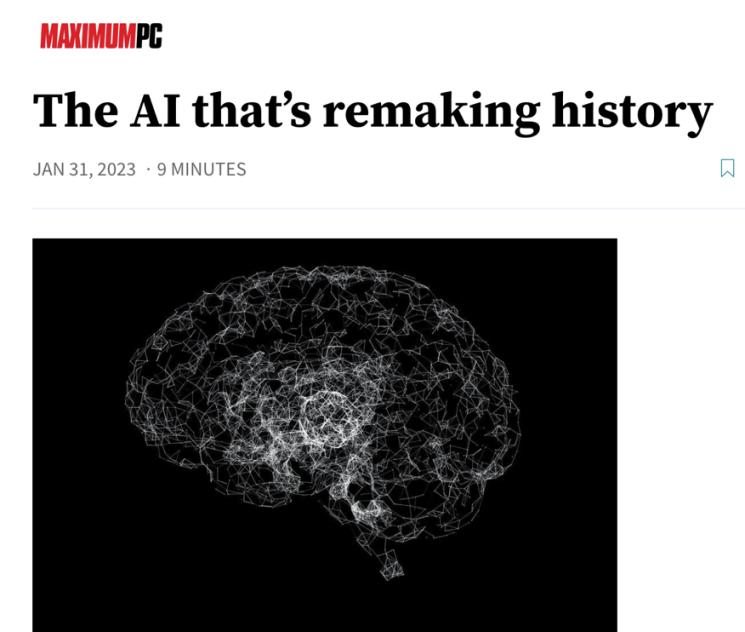 MAXIMUMPC
The AI that’s remaking history
JAN 31, 2023 · 9 MINUTES